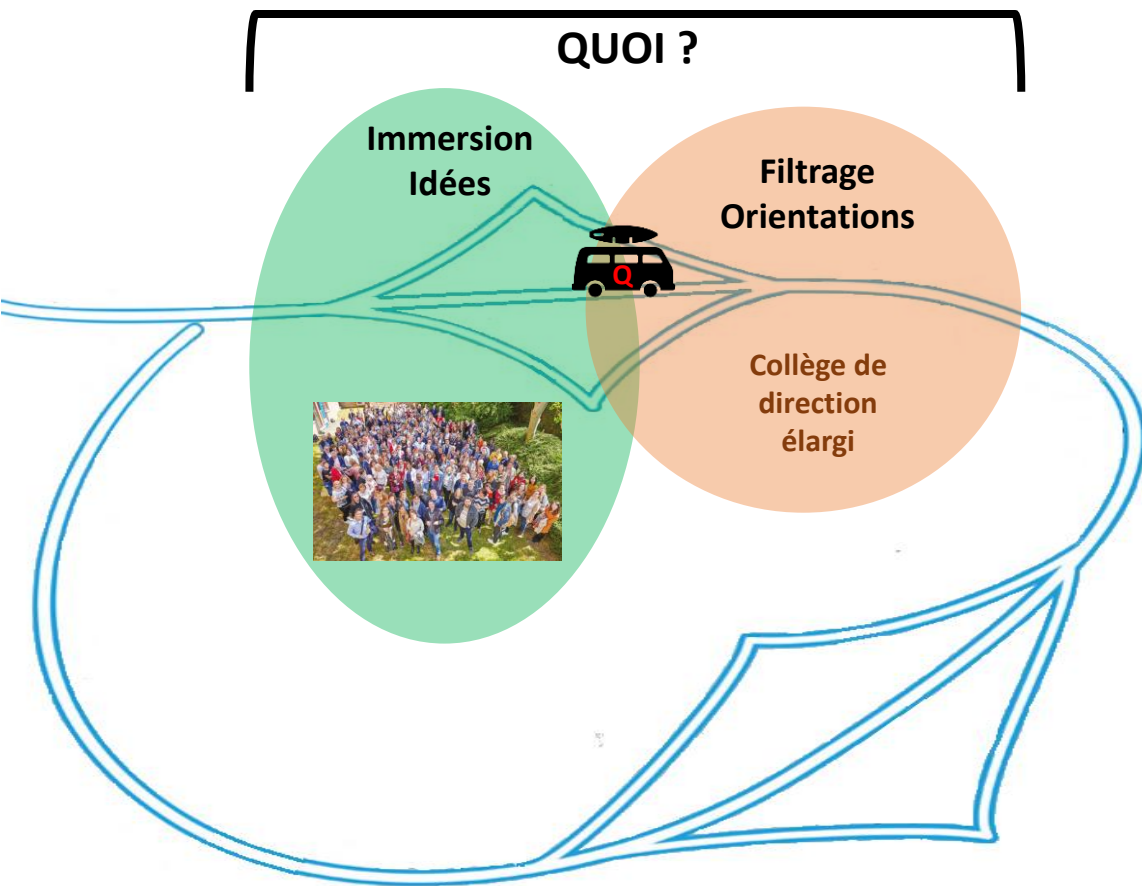 QUOI ?
Immersion
Idées
Filtrage
Orientations
Q
Collège de
direction
élargi